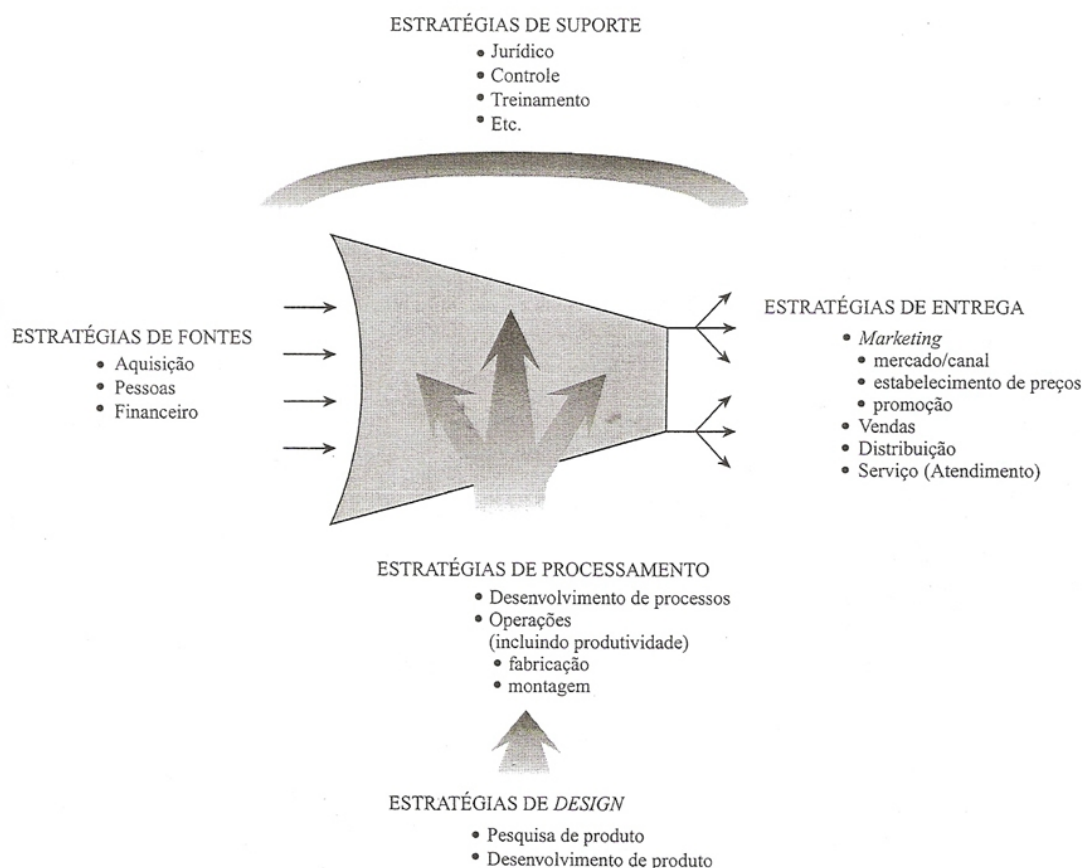 ESTRATÉGIAS DE SUPORTE
• Jurídico
• Controle
• Treinamento
• Etc.
ESTRATÉGIAS DE FONTES
• Aquisição
• Pessoas
• Financeiro
ESTRATÉGIAS DE ENTREGA
• Marketing
• mercado/canal
• estabelecimento de preços
• promoção
• Vendas
• Distribuição
• Serviço (Atendimento)
ESTRATÉGIAS DE PROCESSAMENTO
• Desenvolvimento de processos
• Operações
(incluindo produtividade)
• fabricação
• montagem
ESTRATÉGIAS DE DESIGN
• Pesquisa de produto
• Desenvolvimento de produto